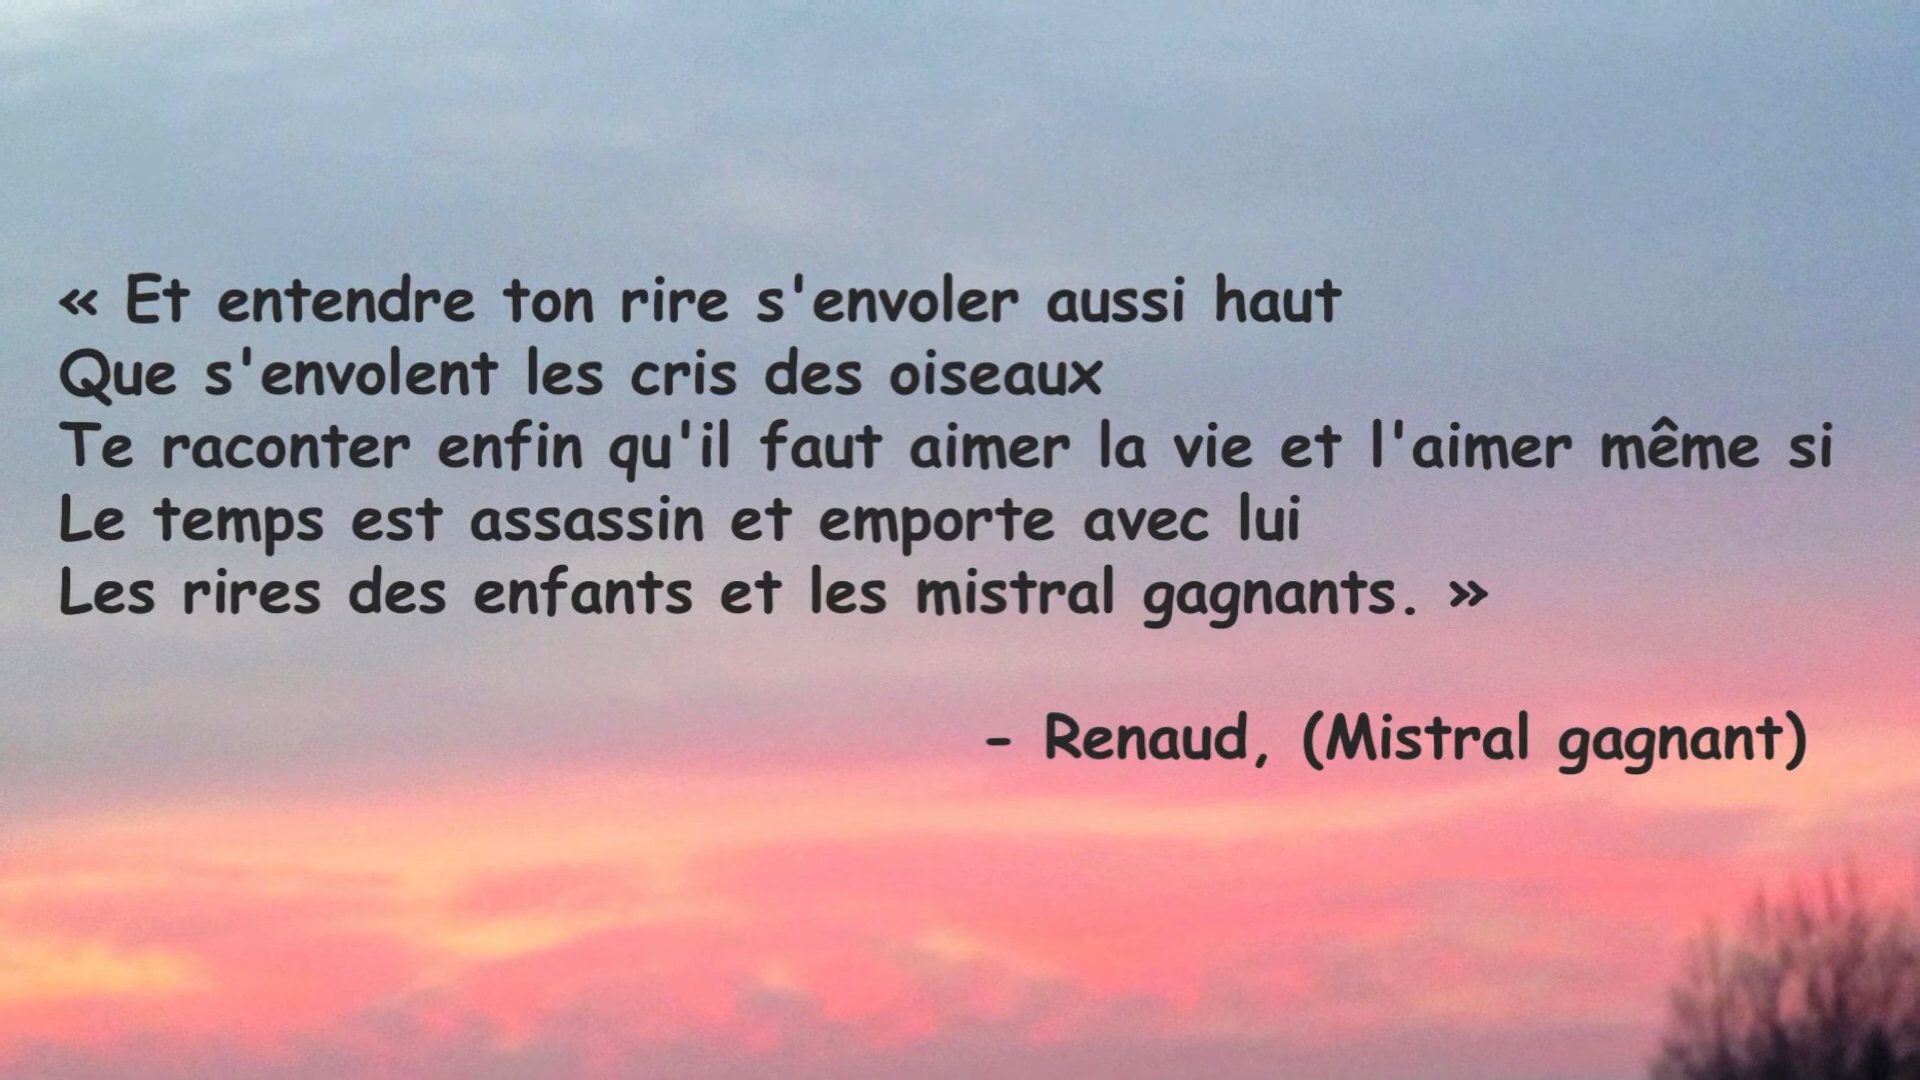 « Et entendre ton rire s'envoler aussi haut
Que s'envolent les cris des oiseaux
Te raconter enfin qu'il faut aimer la vie et l'aimer même si
Le temps est assassin et emporte avec lui
Les rires des enfants et les mistral gagnants. »
- Renaud, (Mistral gagnant)